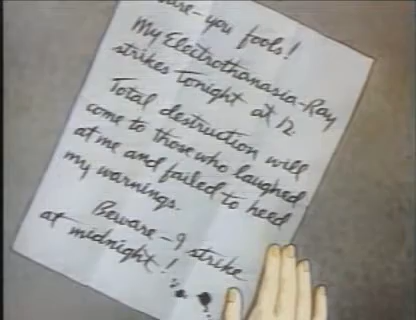 Beware-you fools!
My Electrothanasia-Ray
strikes tonight at 12.
Total destruction will
come to those who laughed
at me and failed to heed
my warnings.
Beware-I strike
at midnight!